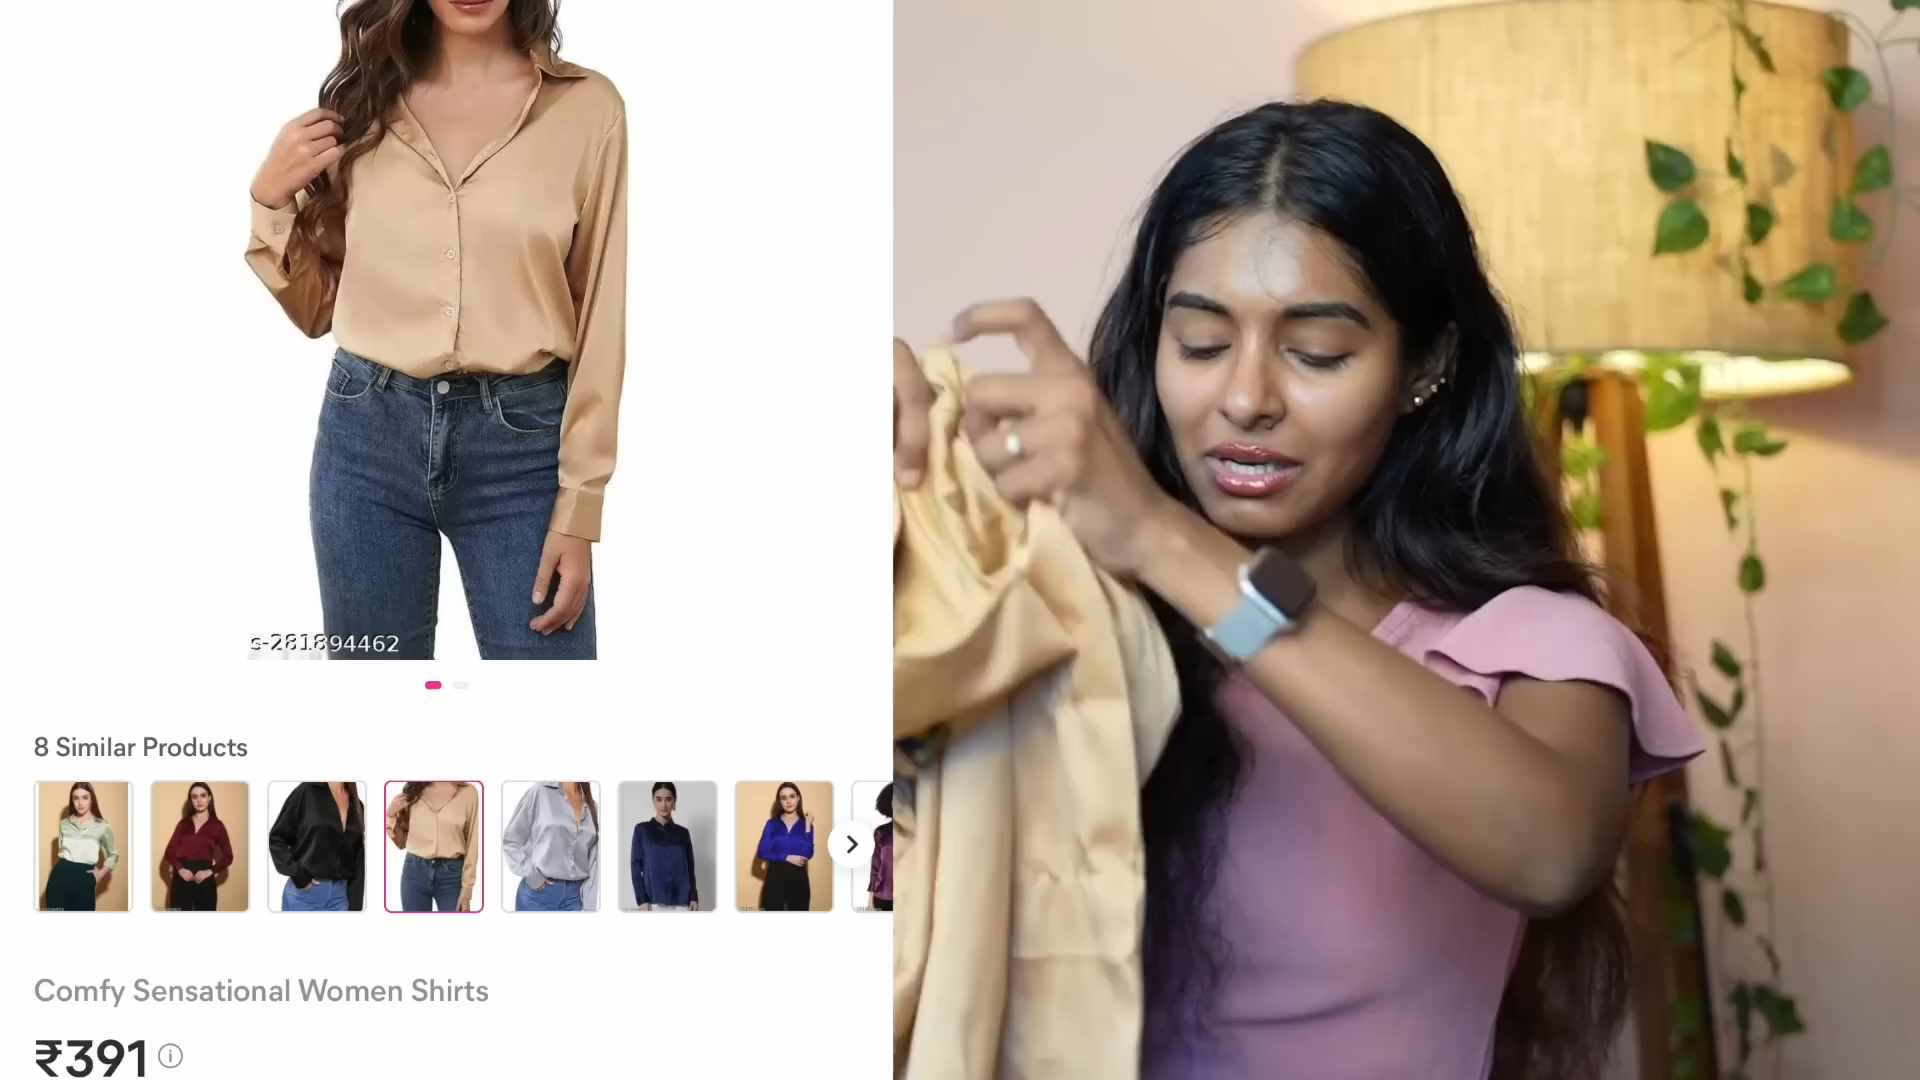 s-281894462
8 Similar Products
Comfy Sensational Women Shirts
₹391